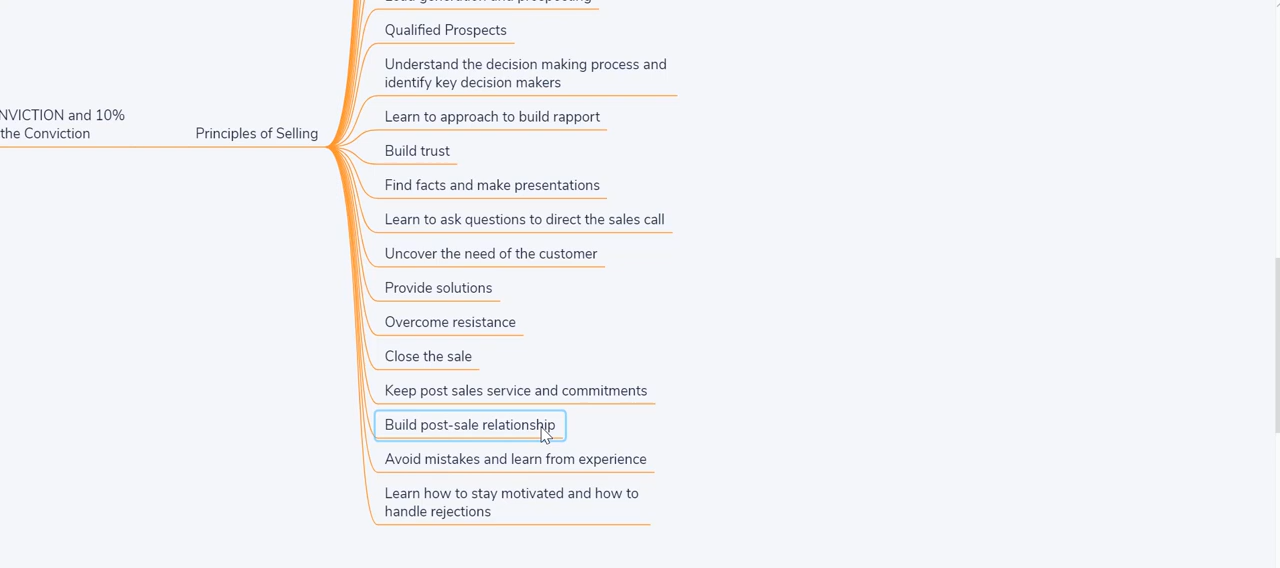 Lead generation and prospecting
Qualified Prospects
Understand the decision making process and
identify key decision makers
NVICTION and 10%
the Conviction
Principles of Selling
Learn to approach to build rapport
Build trust
Find facts and make presentations
Learn to ask questions to direct the sales call
Uncover the need of the customer
Provide solutions
Overcome resistance
Close the sale
Keep post sales service and commitments
Build post-sale relationship
Avoid mistakes and learn from experience
Learn how to stay motivated and how to
handle rejections